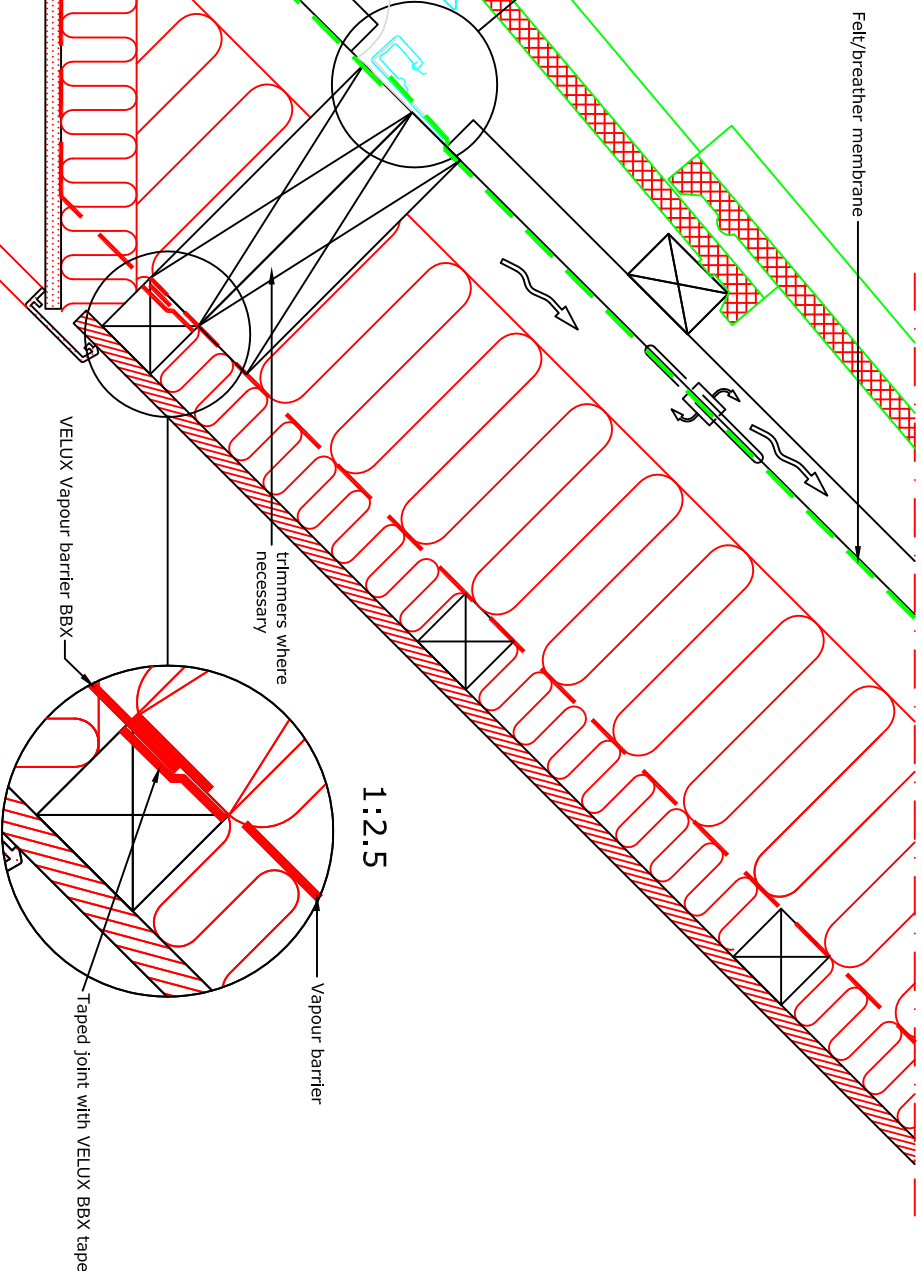 Felt/breather membrane
trImmers where
necessary
VELUX Vapour barrier BBX
1:2.5
Vapour barrier
Taped joint with VELUX BBX tape